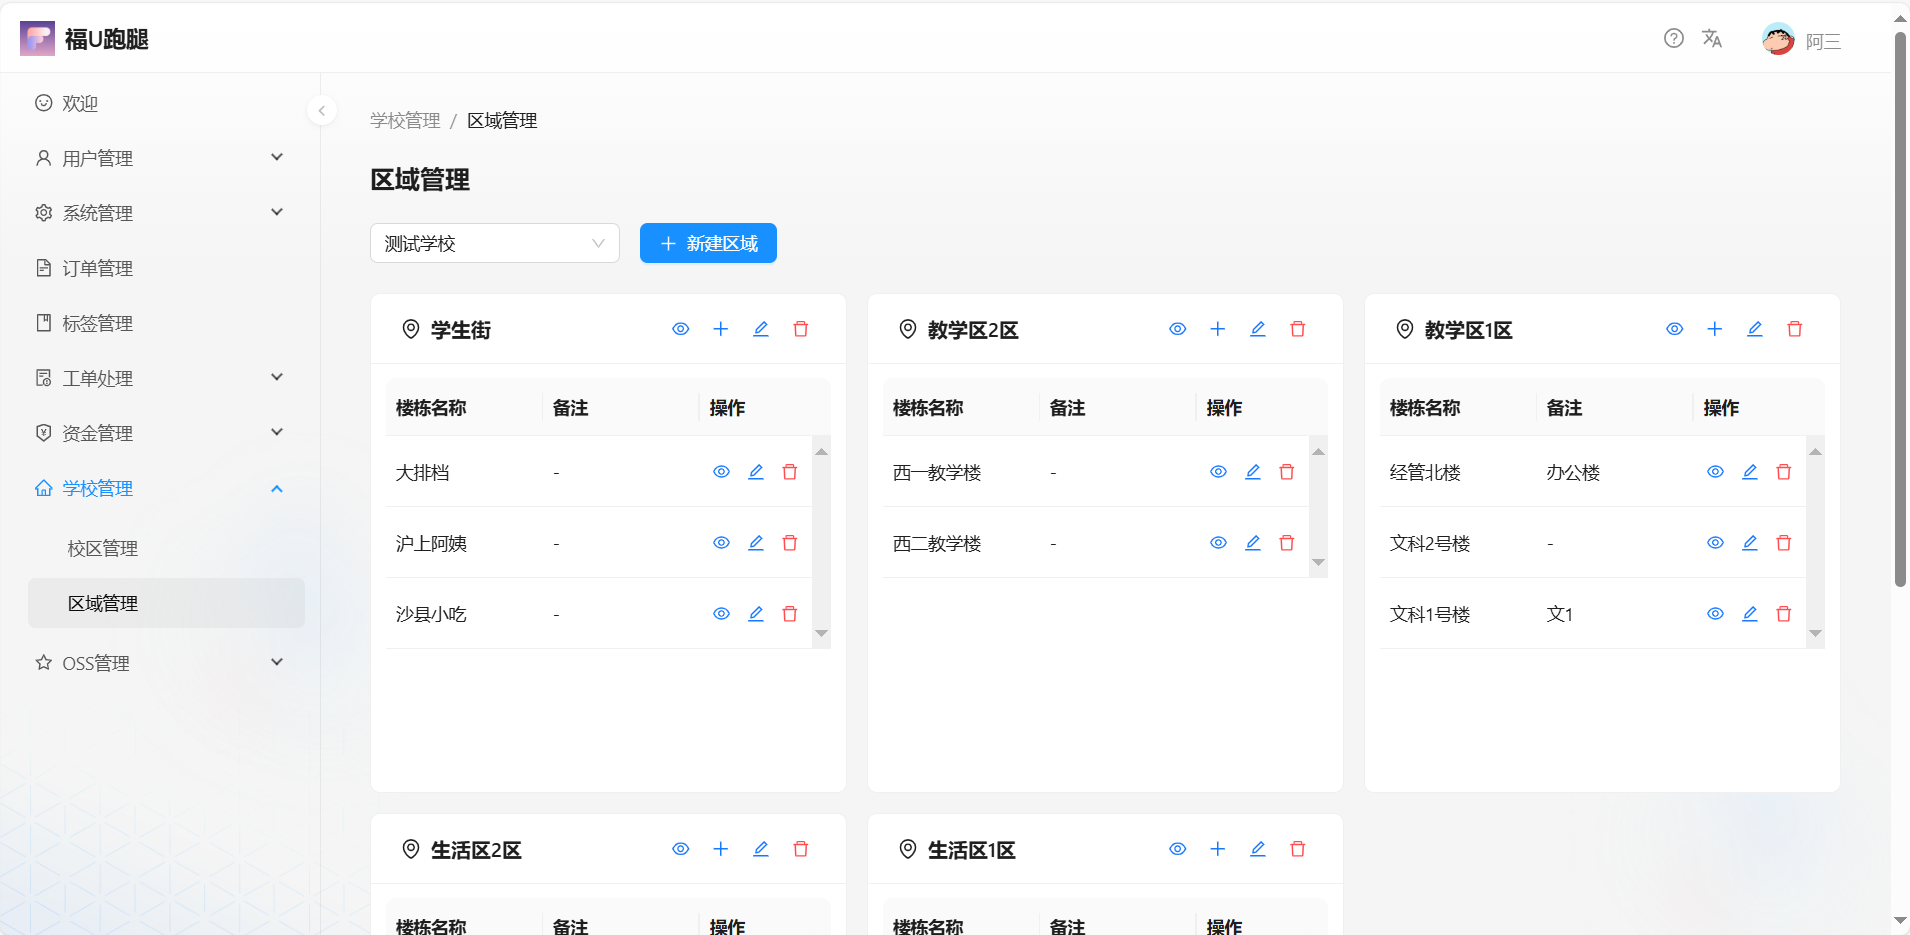 福U跑腿
阿三
欢迎
用户管理
系统管理
订单管理
标签管理
工单处理
资金管理
学校管理
校区管理
区域管理
OSS管理
学校管理 / 区域管理
区域管理
测试学校
新建区域
学生街
楼栋名称 备注 操作
大排档 -
沪上阿姨 -
沙县小吃 -
教学区2区
楼栋名称 备注 操作
西一教学楼 -
西二教学楼 -
教学区1区
楼栋名称 备注 操作
经管北楼 办公楼
文科2号楼 -
文科1号楼 文1
生活区2区
楼栋名称 备注 操作
生活区1区
楼栋名称 备注 操作